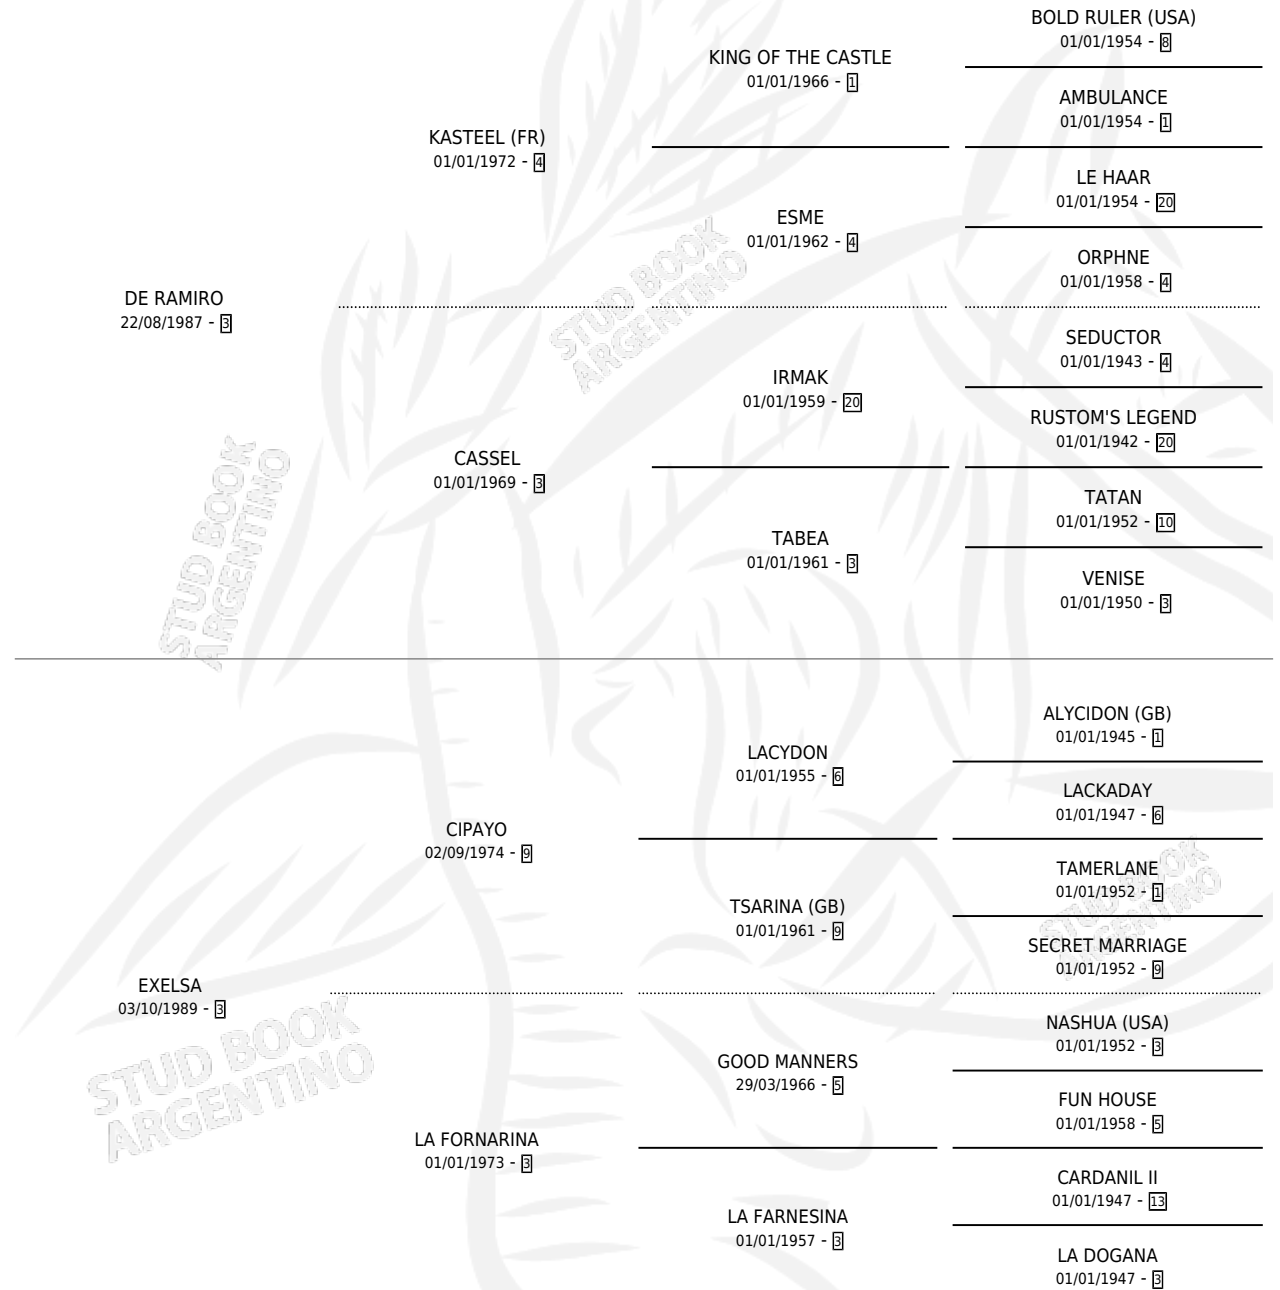 BOLD RULER (USA)
01/01/1954 - 8
KING OF THE CASTLE
01/01/1966 - 1
AMBULANCE
01/01/1954 - 1
KASTEEL (FR)
01/01/1972 - 4
LE HAAR
01/01/1954 - 20
ESME
01/01/1962 - 4
ORPHNE
01/01/1958 - 4
DE RAMIRO
22/08/1987 - 3
SEDUCTOR
01/01/1943 - 4
IRMAK
01/01/1959 - 20
RUSTOM'S LEGEND
01/01/1942 - 20
CASSEL
01/01/1969 - 3
TATAN
01/01/1952 - 10
TABEA
01/01/1961 - 3
VENISE
01/01/1950 - 3
STUD BOOK
ARGENTINO
STUD BOOK
ARGENTINO
ALYCIDON (GB)
01/01/1945 - 1
LACYDON
01/01/1955 - 6
LACKADAY
01/01/1947 - 6
CIPAYO
02/09/1974 - 9
TAMERLANE
01/01/1952 - 1
TSARINA (GB)
01/01/1961 - 9
SECRET MARRIAGE
01/01/1952 - 9
EXELSA
03/10/1989 - 3
NASHUA (USA)
01/01/1952 - 3
GOOD MANNERS
29/03/1966 - 5
FUN HOUSE
01/01/1958 - 5
LA FORNARINA
01/01/1973 - 3
CARDANIL II
01/01/1947 - 13
LA FARNESINA
01/01/1957 - 3
LA DOGANA
01/01/1947 - 3
STUD BOOK
ARGENTINO
STUD BOOK
ARGENTINO